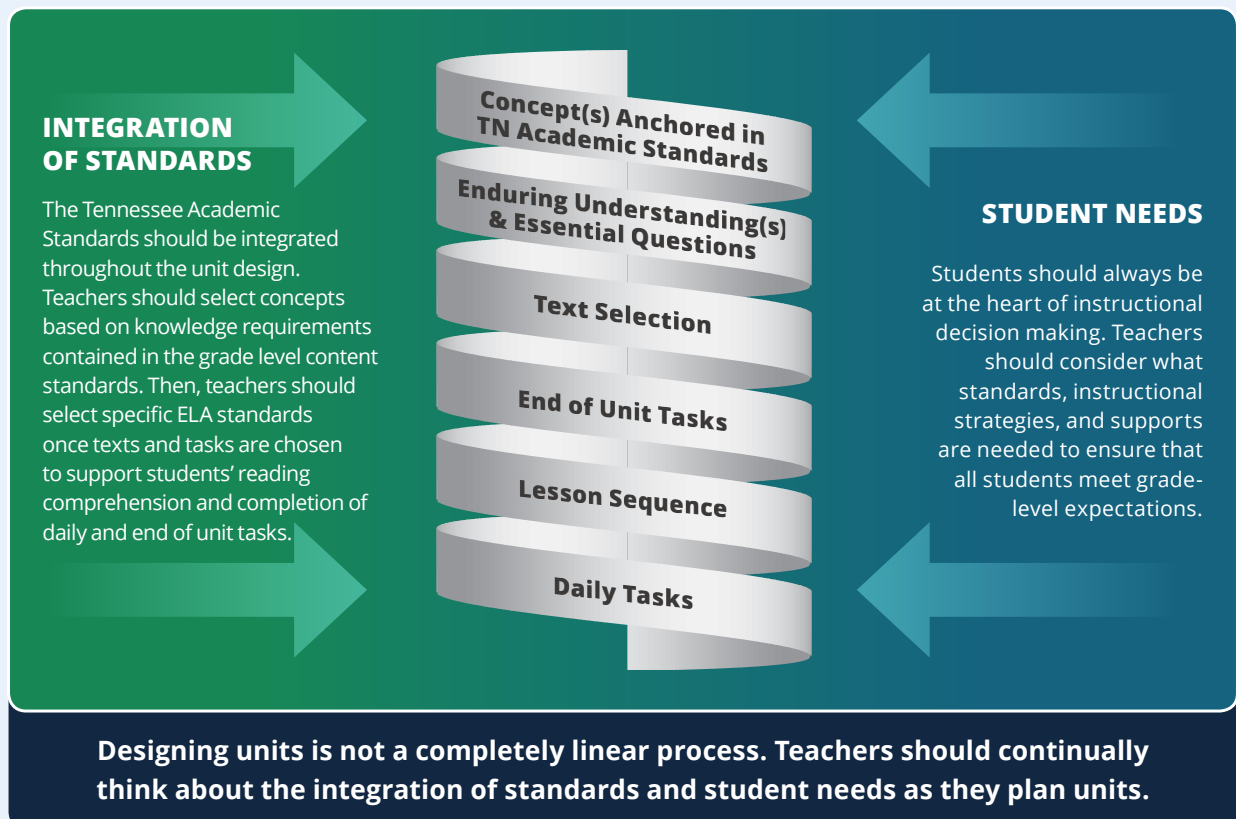 INTEGRATION
OF STANDARDS
The Tennessee Academic
Standards should be integrated
throughout the unit design.
Teachers should select concepts
based on knowledge requirements
contained in the grade level content
standards. Then, teachers should
select specific ELA standards
once texts and tasks are chosen
to support students’ reading
comprehension and completion of
daily and end of unit tasks.
Concept(s) Anchored in
TN Academic Standards
Enduring Understanding(s)
& Essential Questions
Text Selection
End of Unit Tasks
Lesson Sequence
Daily Tasks
STUDENT NEEDS
Students should always be
at the heart of instructional
decision making. Teachers
should consider what
standards, instructional
strategies, and supports
are needed to ensure that
all students meet grade-
level expectations.
Designing units is not a completely linear process. Teachers should continually
think about the integration of standards and student needs as they plan units.